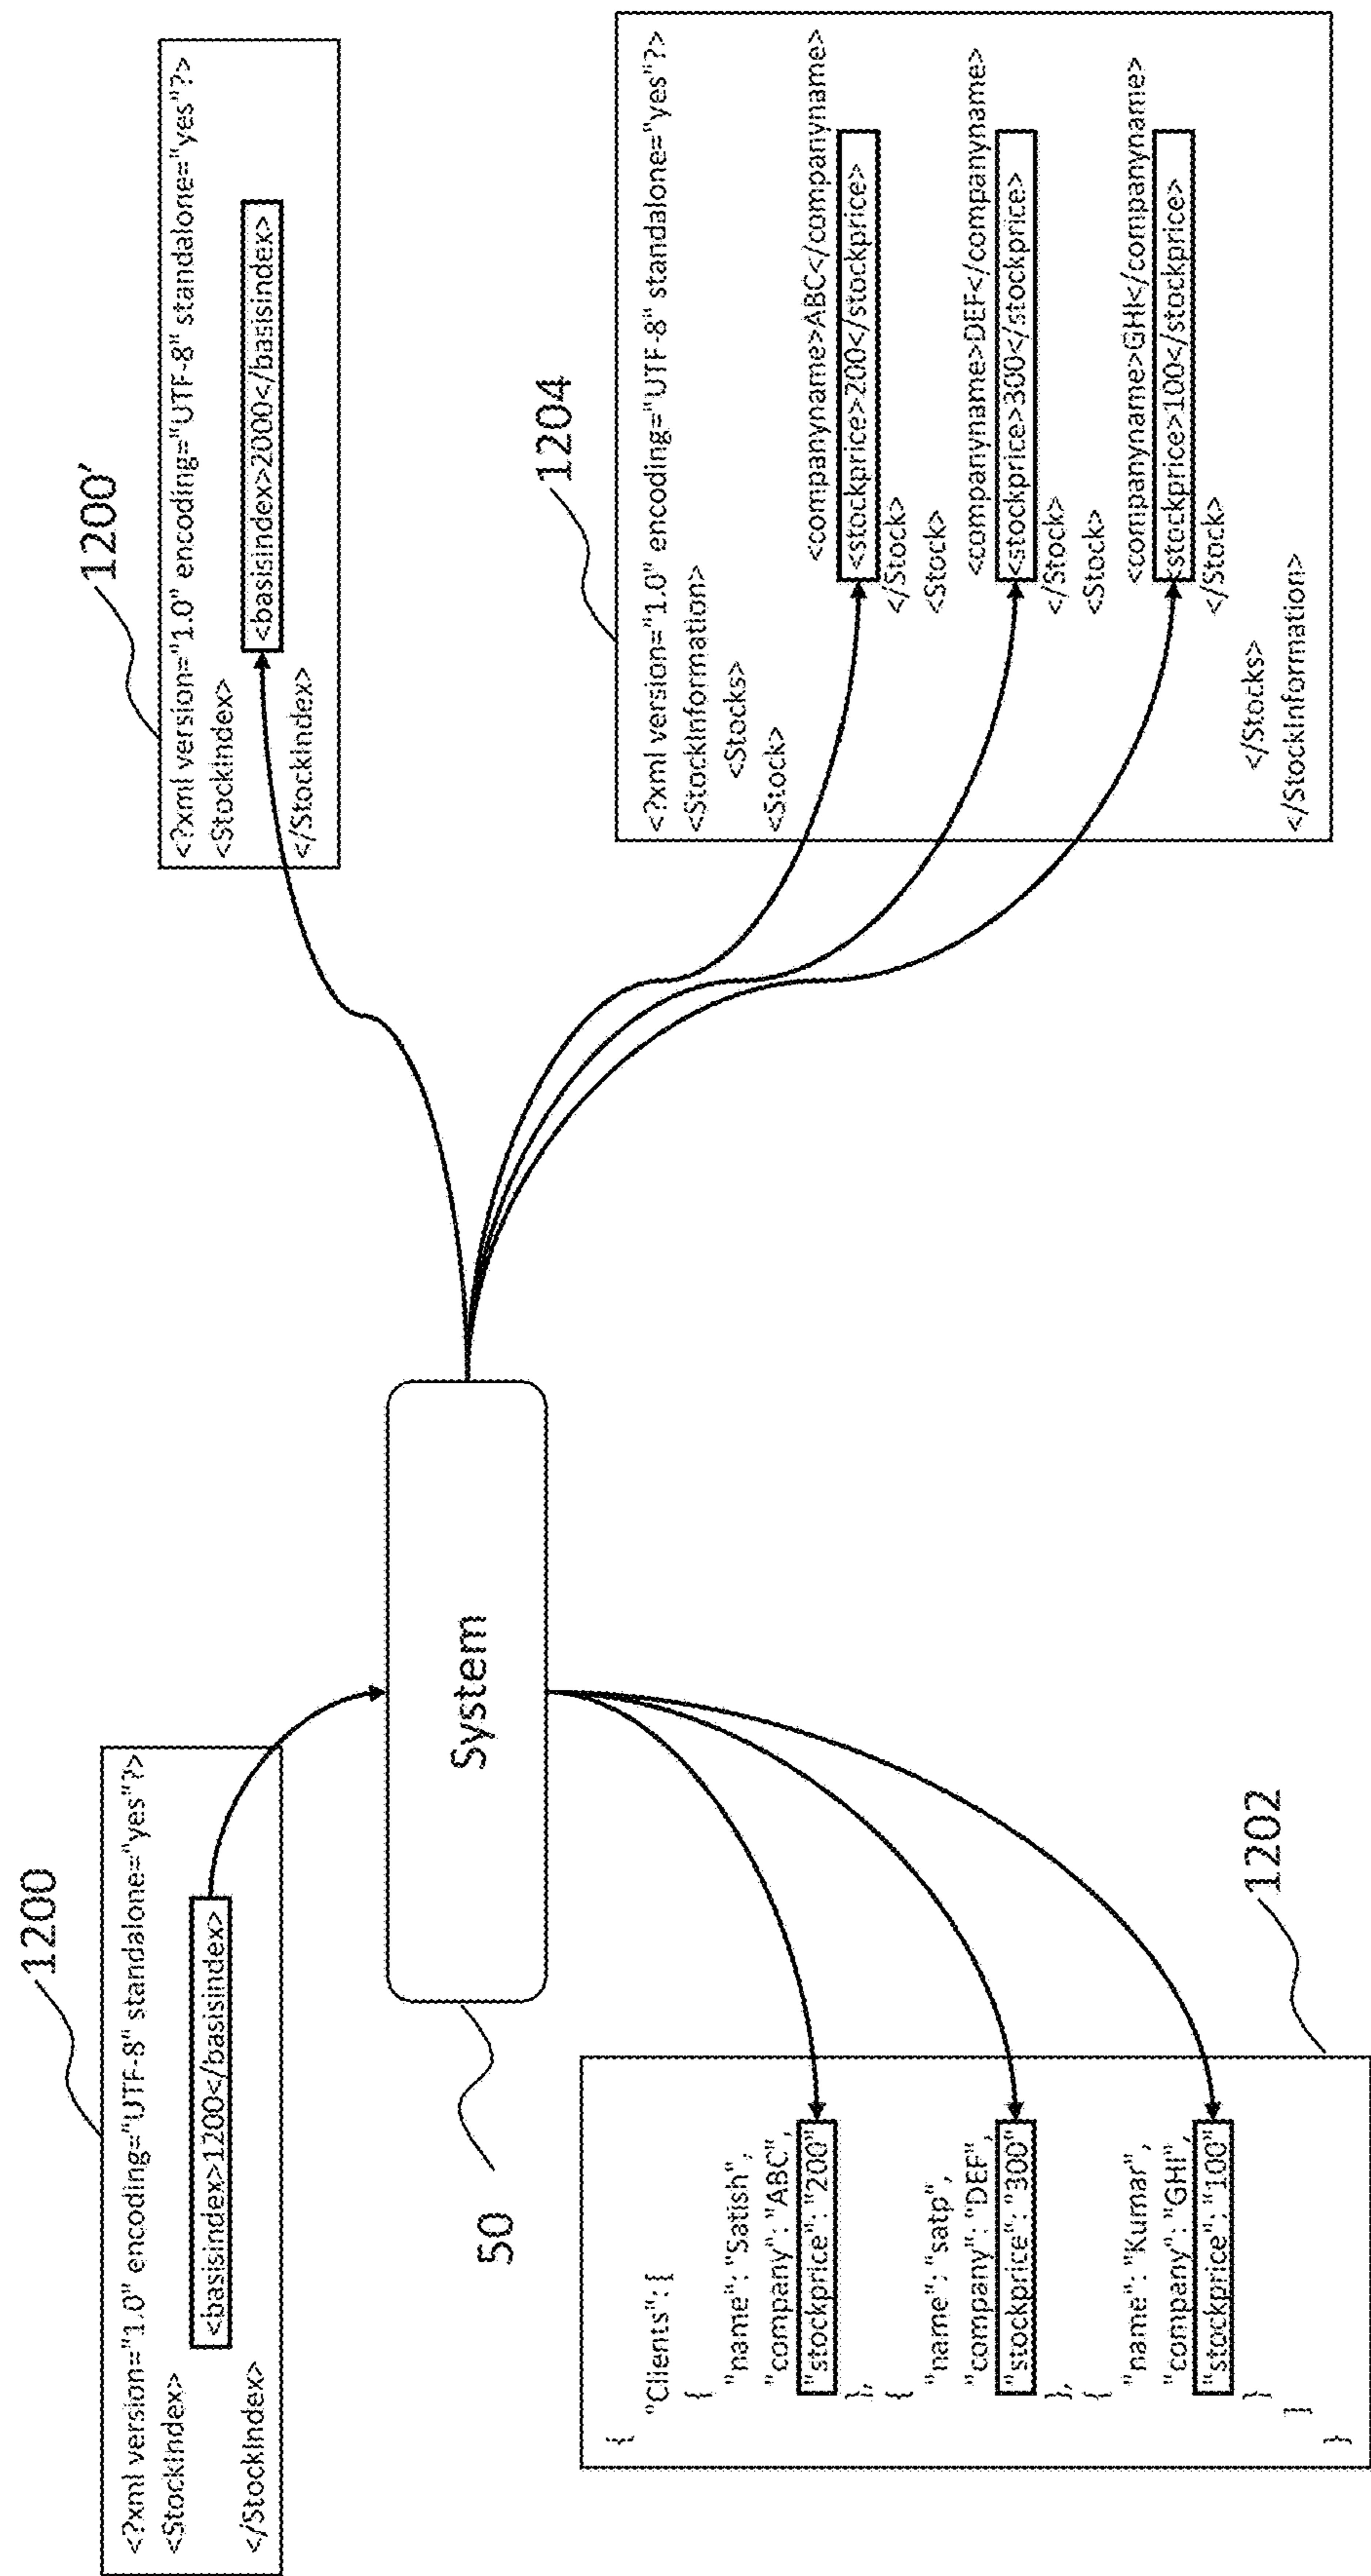 1200
<?xml version="1.0" encoding="UTF-8" standalone="yes"?>
<StockIndex>
<basisindex>1200</basisindex>
</StockIndex>
System
50
{
"Clients": [
{
"name": "Satish",
"company": "ABC",
"stockprice": "200"
},
{
"name": "satp",
"company": "DEF",
"stockprice": "300"
},
{
"name": "Kumar",
"company": "GHI",
"stockprice": "100"
}
]
}
1202
1200'
<?xml version="1.0" encoding="UTF-8" standalone="yes"?>
<StockIndex>
<basisindex>2000</basisindex>
</StockIndex>
1204
<?xml version="1.0" encoding="UTF-8" standalone="yes"?>
<StockInformation>
<Stocks>
<Stock>
<companyname>ABC</companyname>
<stockprice>200</stockprice>
</Stock>
<Stock>
<companyname>DEF</companyname>
<stockprice>300</stockprice>
</Stock>
<Stock>
<companyname>GHI</companyname>
<stockprice>100</stockprice>
</Stock>
</Stocks>
</StockInformation>